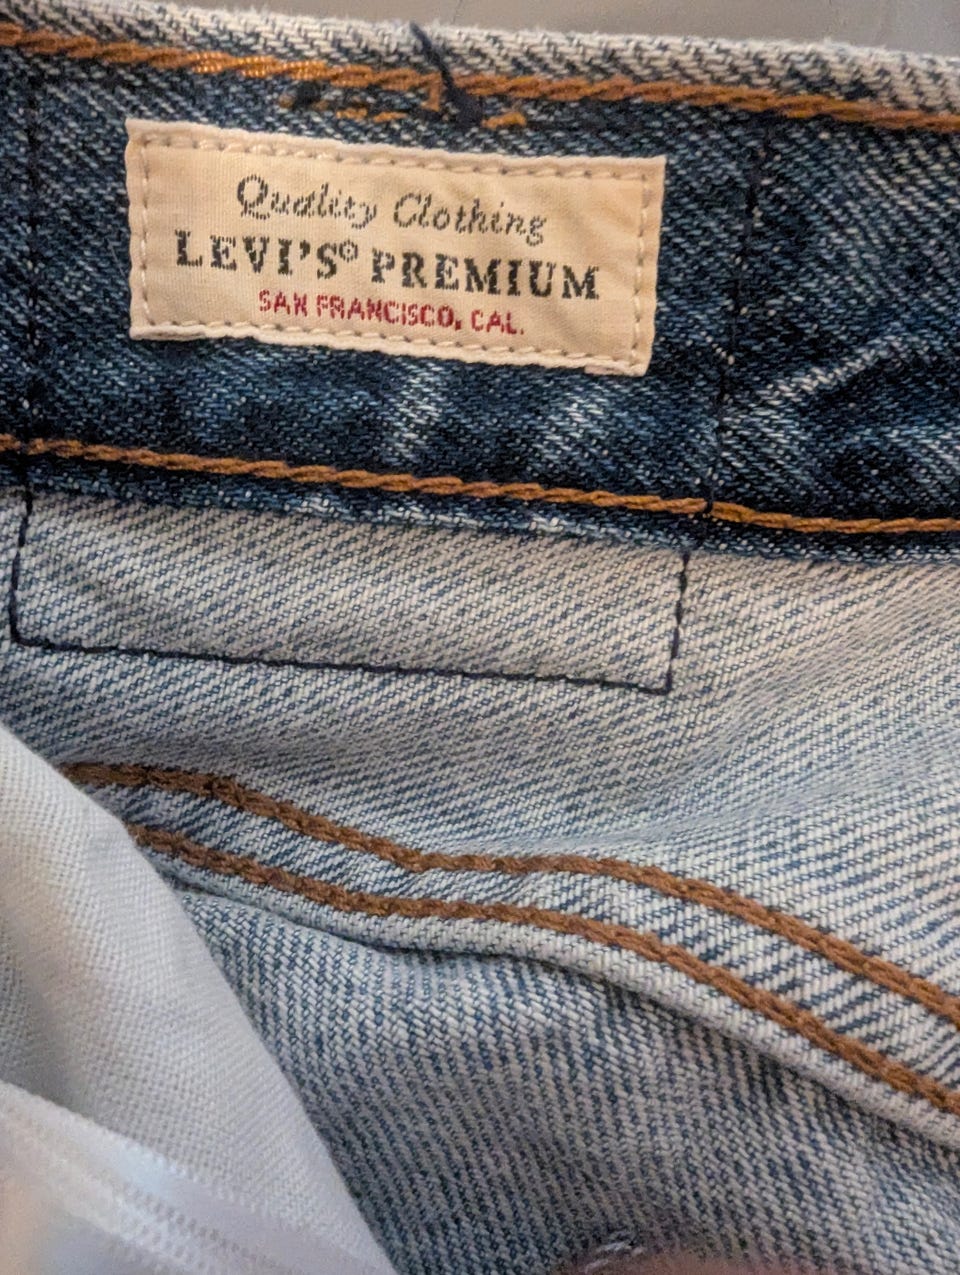 Quality Clothing
LEVI'S® PREMIUM
SAN FRANCISCO, CAL.